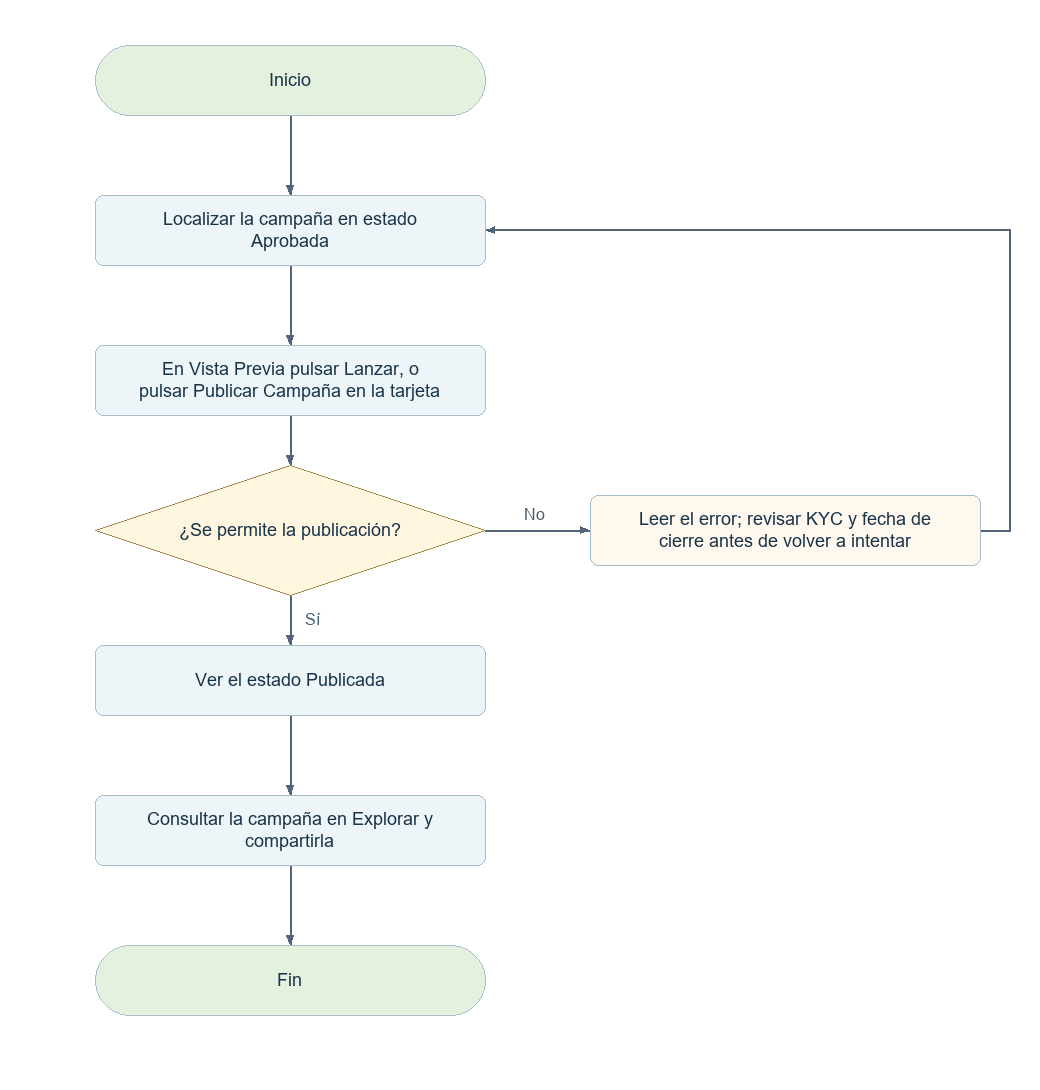 Inicio
Localizar la campaña en estado
Aprobada
En Vista Previa pulsar Lanzar, o
pulsar Publicar Campaña en la tarjeta
¿Se permite la publicación?
No
Leer el error; revisar KYC y fecha de
cierre antes de volver a intentar
Sí
Ver el estado Publicada
Consultar la campaña en Explorar y
compartirla
Fin